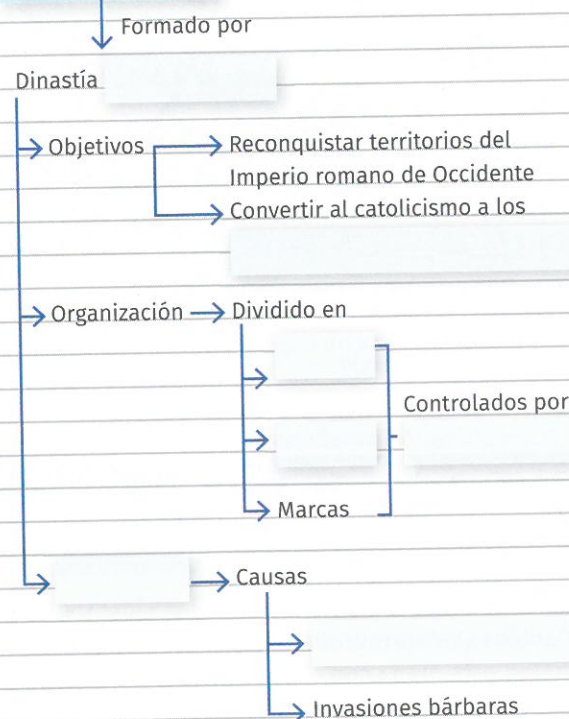 Formado por
Dinastía
Objetivos
Reconquistar territorios del
Imperio romano de Occidente
Convertir al catolicismo a los
Organización
Dividido en
Controlados por
Marcas
Causas
Invasiones bárbaras